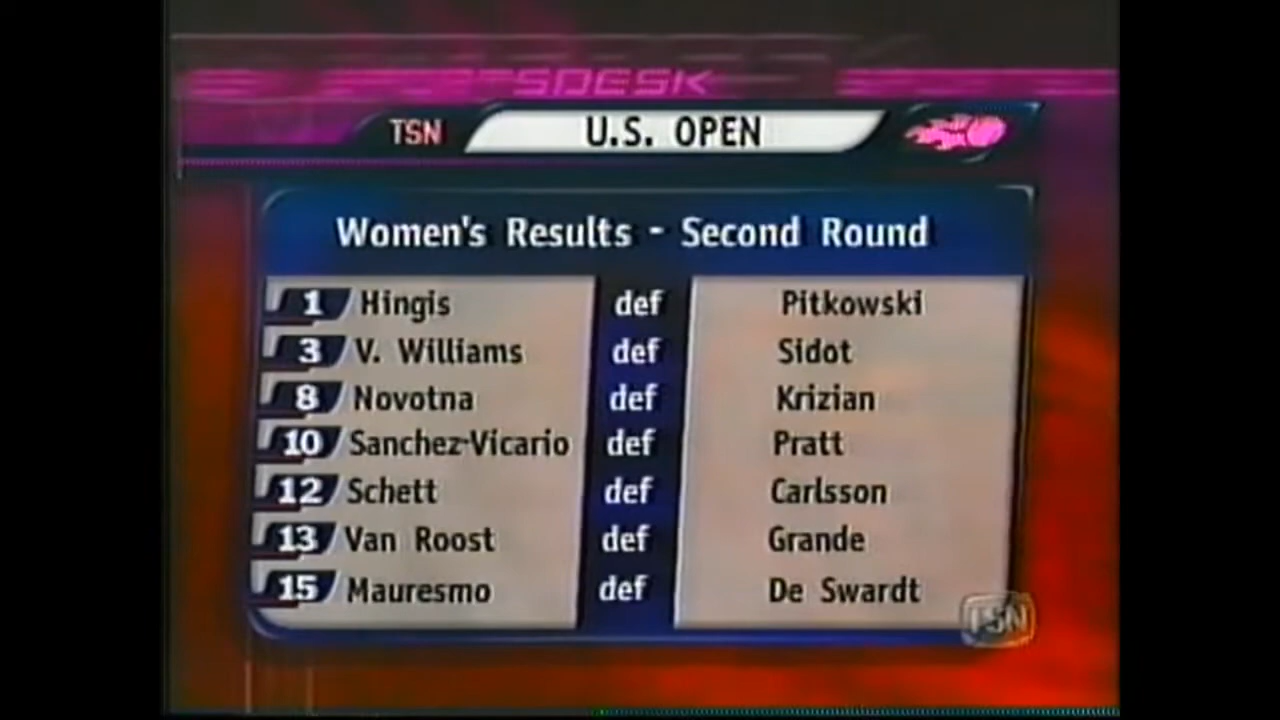 SDESK
TSN U.S. OPEN
Women's Results - Second Round
1 Hingis def Pitkowski
3 V. Williams def Sidot
8 Novotna def Krizian
10 Sanchez-Vicario def Pratt
12 Schett def Carlsson
13 Van Roost def Grande
15 Mauresmo def De Swardt
TSN